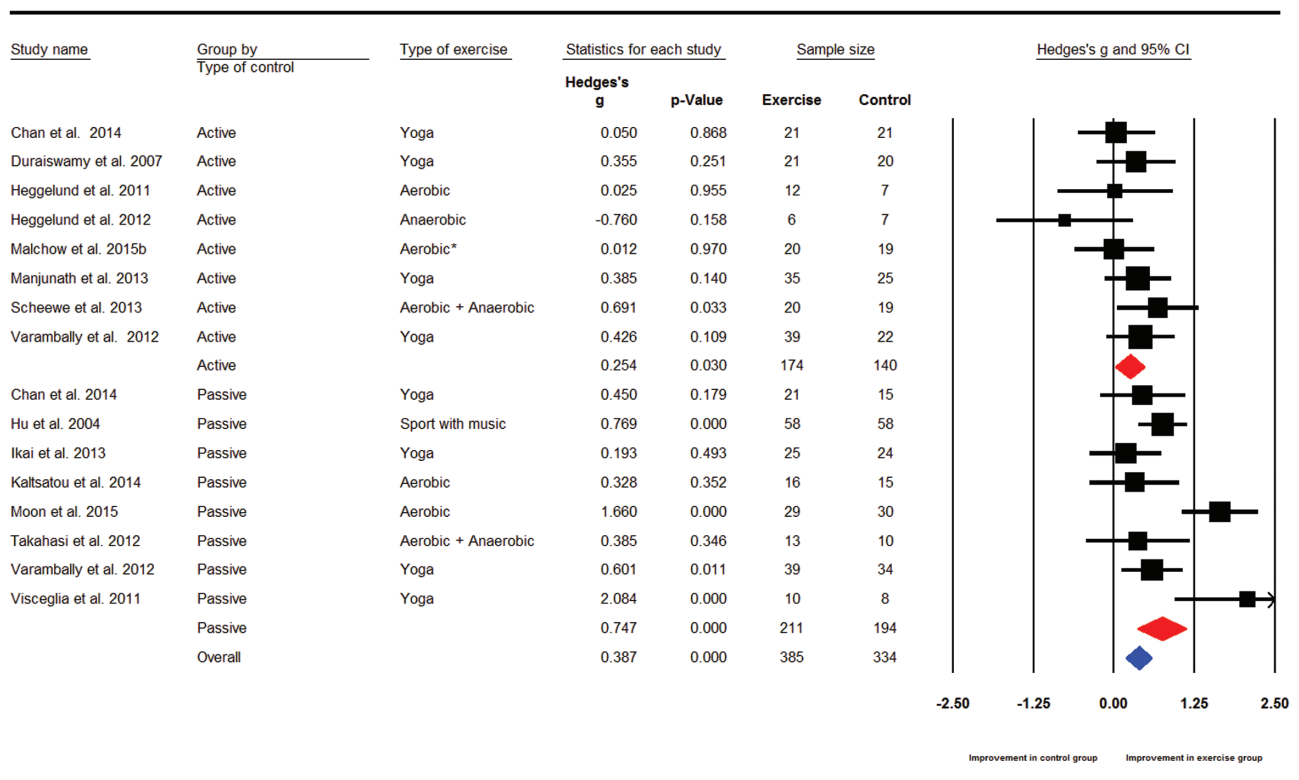 Study name Group by Type of exercise Statistics for each study Sample size Hedges's g and 95% CI
Type of control
Hedges's
g p-Value Exercise Control
Chan et al. 2014 Active Yoga 0.050 0.868 21 21
Duraiswamy et al. 2007 Active Yoga 0.355 0.251 21 20
Heggelund et al. 2011 Active Aerobic 0.025 0.955 12 7
Heggelund et al. 2012 Active Anaerobic -0.760 0.158 6 7
Malchow et al. 2015b Active Aerobic* 0.012 0.970 20 19
Manjunath et al. 2013 Active Yoga 0.385 0.140 35 25
Scheewe et al. 2013 Active Aerobic + Anaerobic 0.691 0.033 20 19
Varambally et al. 2012 Active Yoga 0.426 0.109 39 22
Active 0.254 0.030 174 140
Chan et al. 2014 Passive Yoga 0.450 0.179 21 15
Hu et al. 2004 Passive Sport with music 0.769 0.000 58 58
Ikai et al. 2013 Passive Yoga 0.193 0.493 25 24
Kaltsatou et al. 2014 Passive Aerobic 0.328 0.352 16 15
Moon et al. 2015 Passive Aerobic 1.660 0.000 29 30
Takahasi et al. 2012 Passive Aerobic + Anaerobic 0.385 0.346 13 10
Varambally et al. 2012 Passive Yoga 0.601 0.011 39 34
Visceglia et al. 2011 Passive Yoga 2.084 0.000 10 8
Passive 0.747 0.000 211 194
Overall 0.387 0.000 385 334
-2.50 -1.25 0.00 1.25 2.50
Improvement in control group Improvement in exercise group